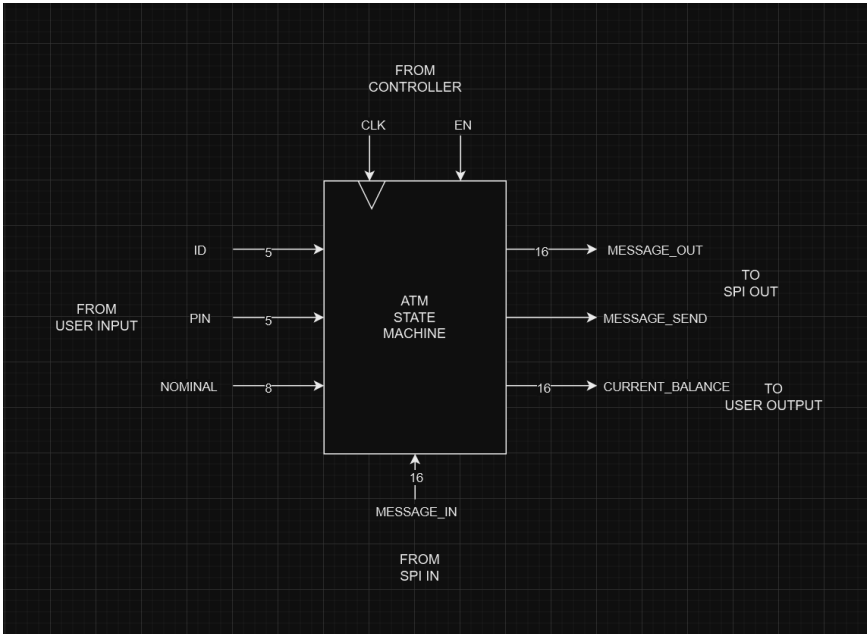 FROM
CONTROLLER
CLK
EN
ID
5
16
MESSAGE_OUT
TO
SPI OUT
FROM
USER INPUT
PIN
5
ATM
STATE
MACHINE
MESSAGE_SEND
NOMINAL
8
16
CURRENT_BALANCE
TO
USER OUTPUT
16
MESSAGE_IN
FROM
SPI IN